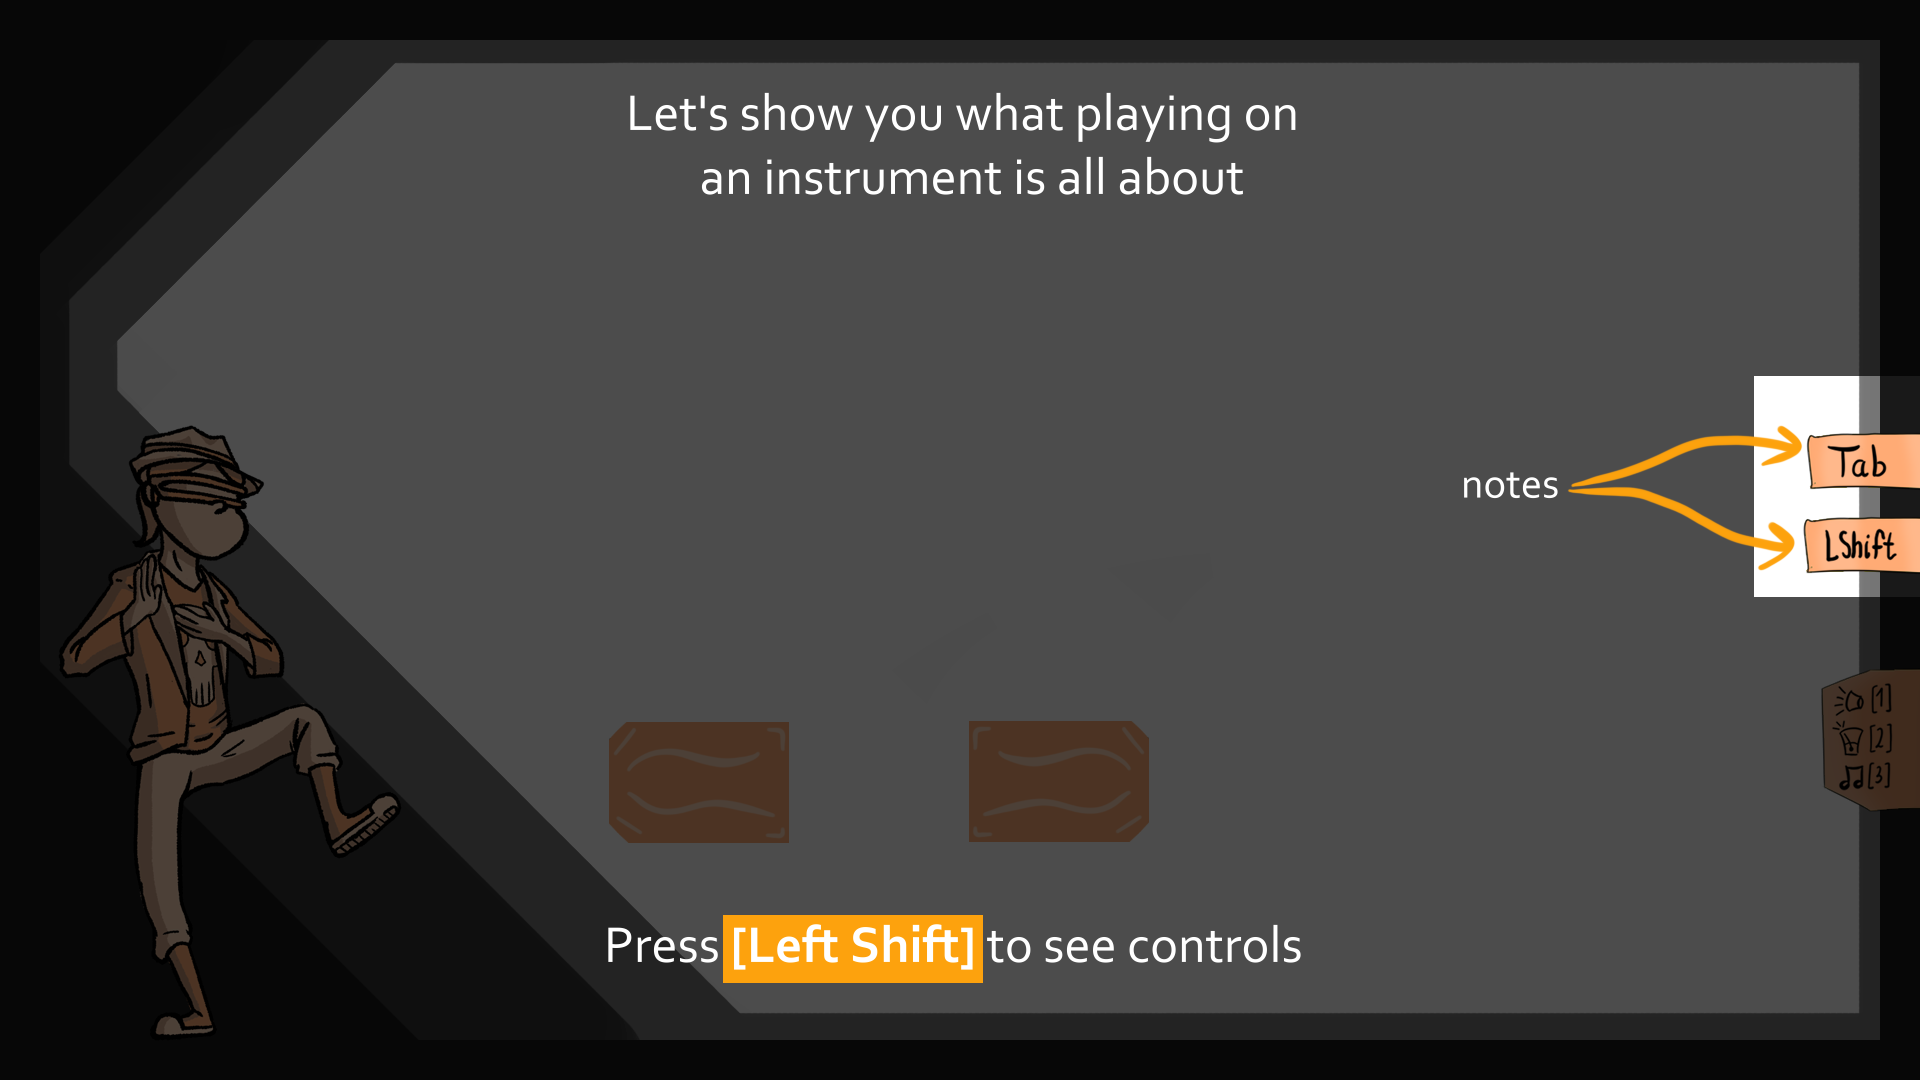 Let's show you what playing on
an instrument is all about
notes
Tab
LShift
[1]
[2]
[3]
Press [Left Shift] to see controls